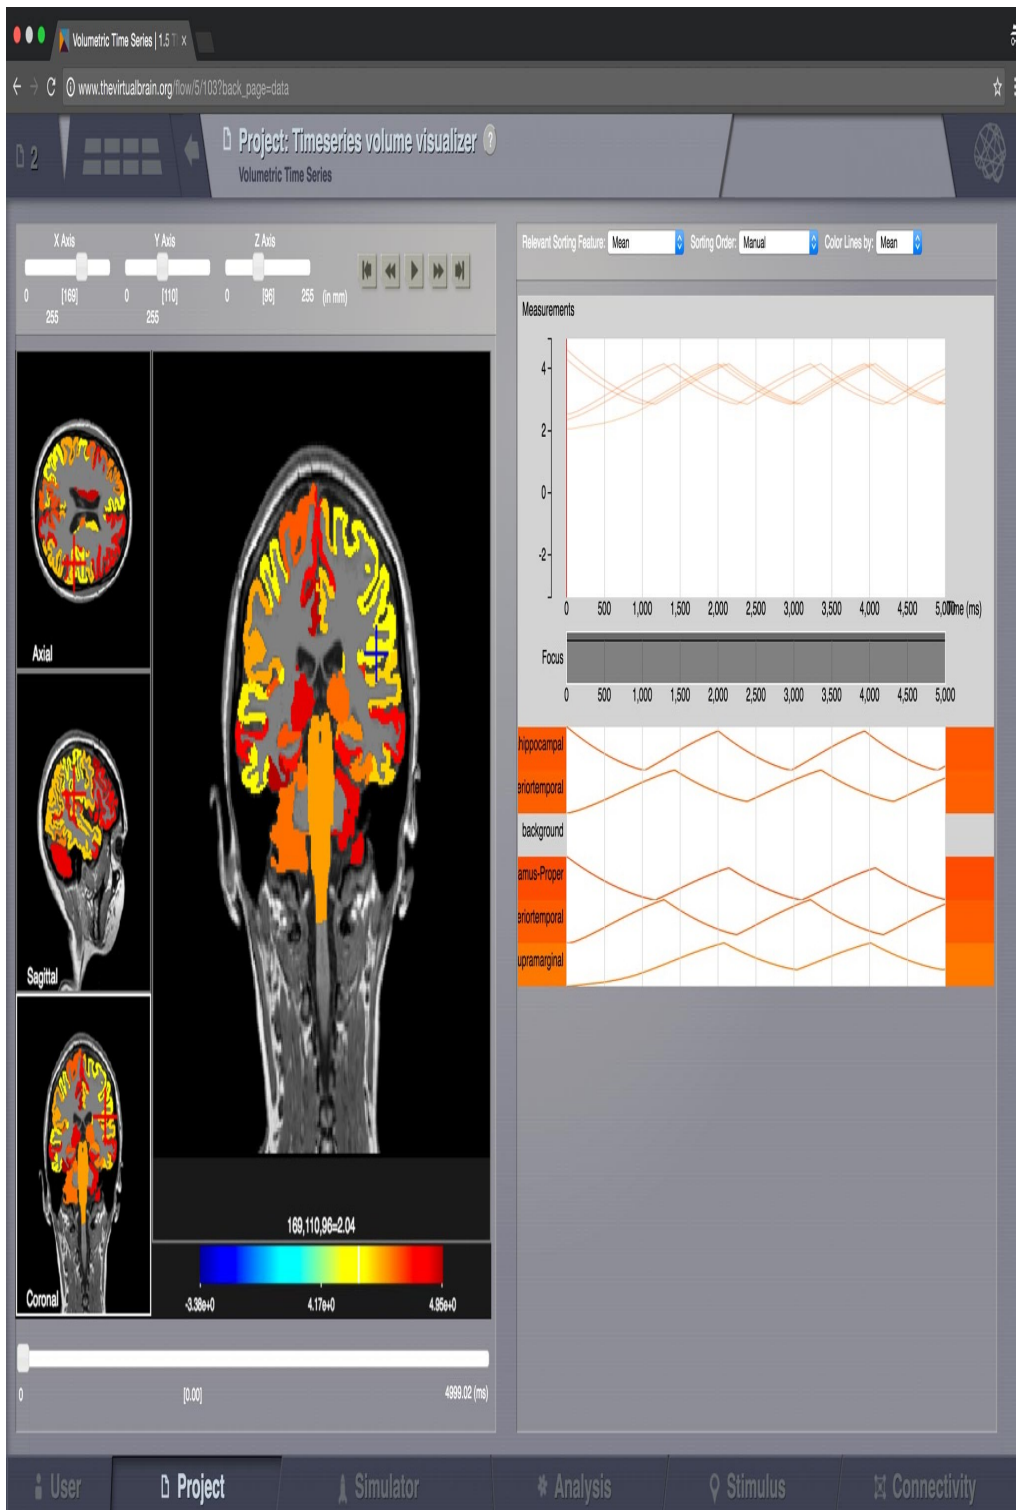 Volumetric Time Series | 1.5 T
www.thevirtualbrain.org/flow/5/103?back_page=data
2
Project: Timeseries volume visualizer ?
Volumetric Time Series
X Axis Y Axis Z Axis
0 [169] 255
0 [110] 255
0 [96] 255 (in mm)
Axial
Sagittal
Coronal
169,110,96=2.04
-3.38e+0 4.17e+0 4.95e+0
0 [0.00] 4999.02 (ms)
Relevant Sorting Feature: Mean Sorting Order: Manual Color Lines by: Mean
Measurements
4
2
0
-2
0 500 1,000 1,500 2,000 2,500 3,000 3,500 4,000 4,500 5,000 Time (ms)
Focus
0 500 1,000 1,500 2,000 2,500 3,000 3,500 4,000 4,500 5,000
hippocampal
eriortemporal
background
amus-Proper
eriortemporal
upramarginal
User Project Simulator Analysis Stimulus Connectivity